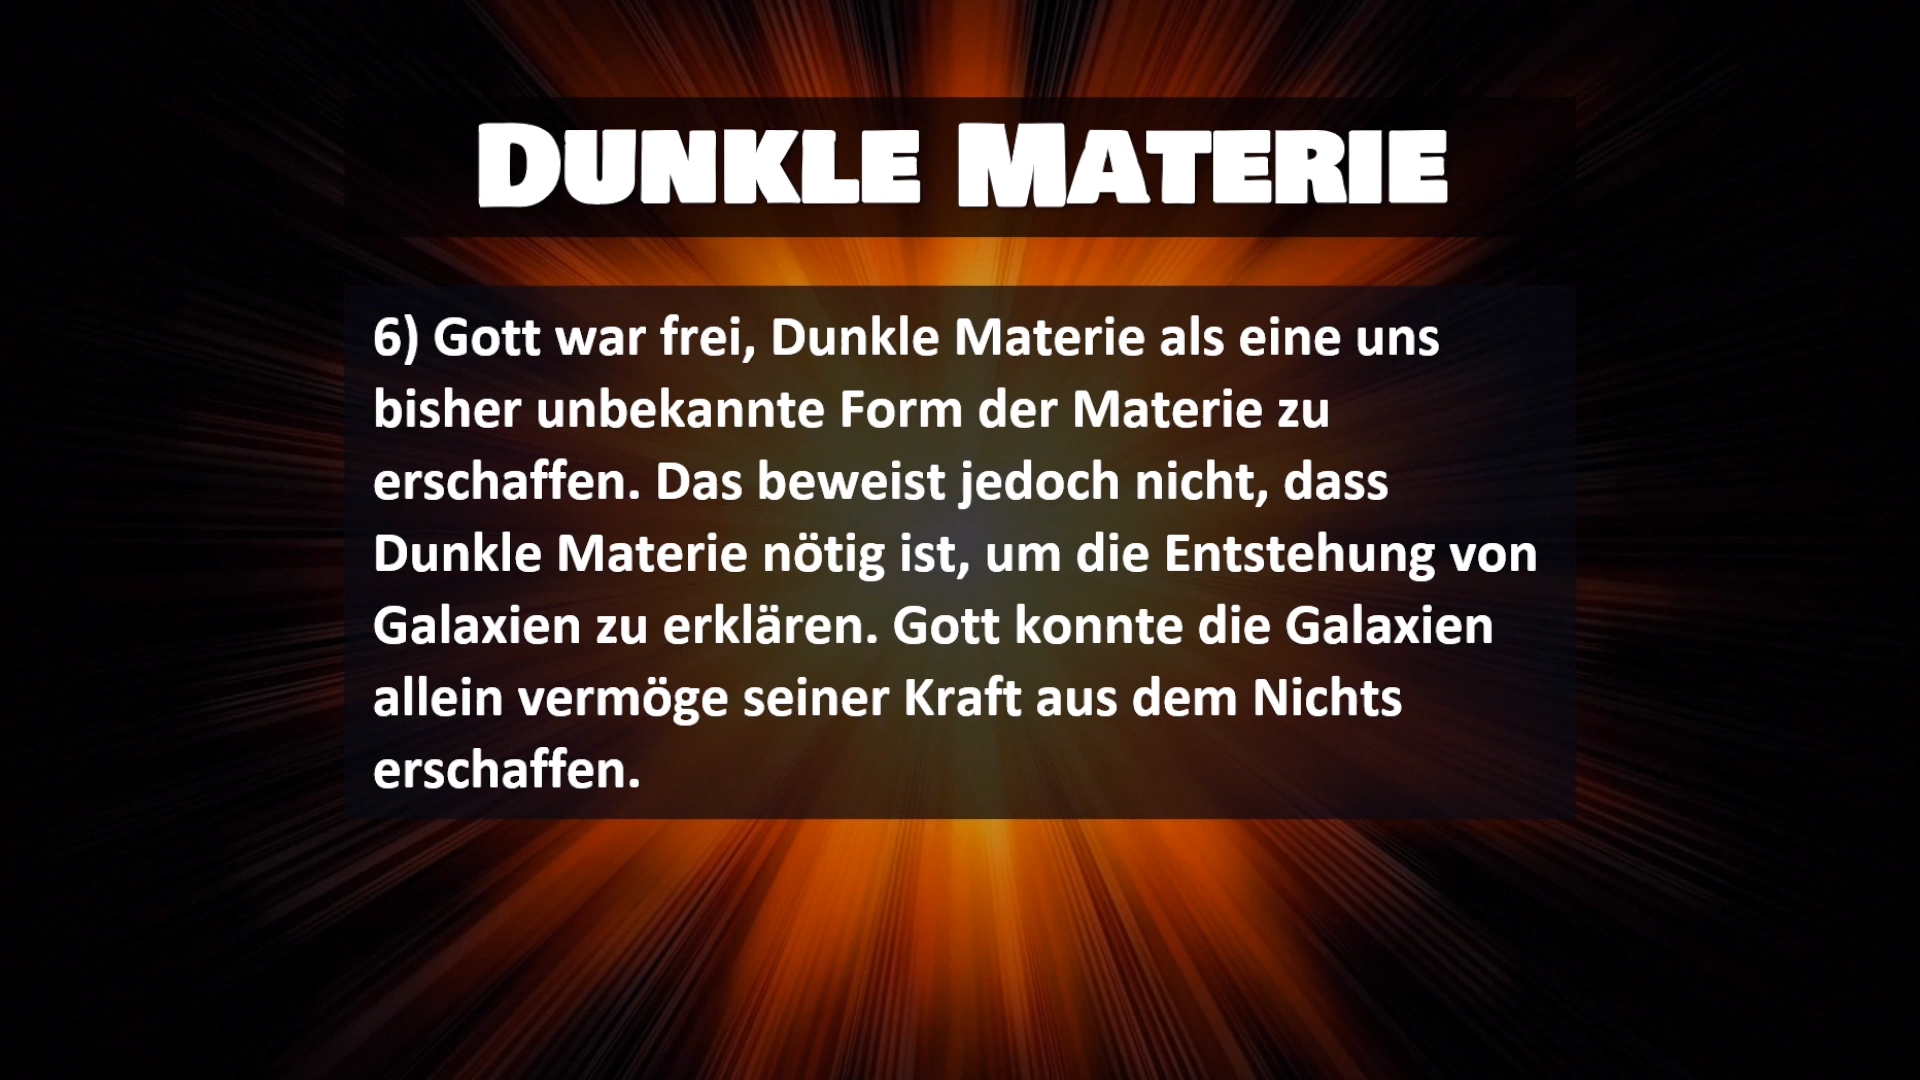 DUNKLE MATERIE
6) Gott war frei, Dunkle Materie als eine uns
bisher unbekannte Form der Materie zu
erschaffen. Das beweist jedoch nicht, dass
Dunkle Materie nötig ist, um die Entstehung von
Galaxien zu erklären. Gott konnte die Galaxien
allein vermöge seiner Kraft aus dem Nichts
erschaffen.